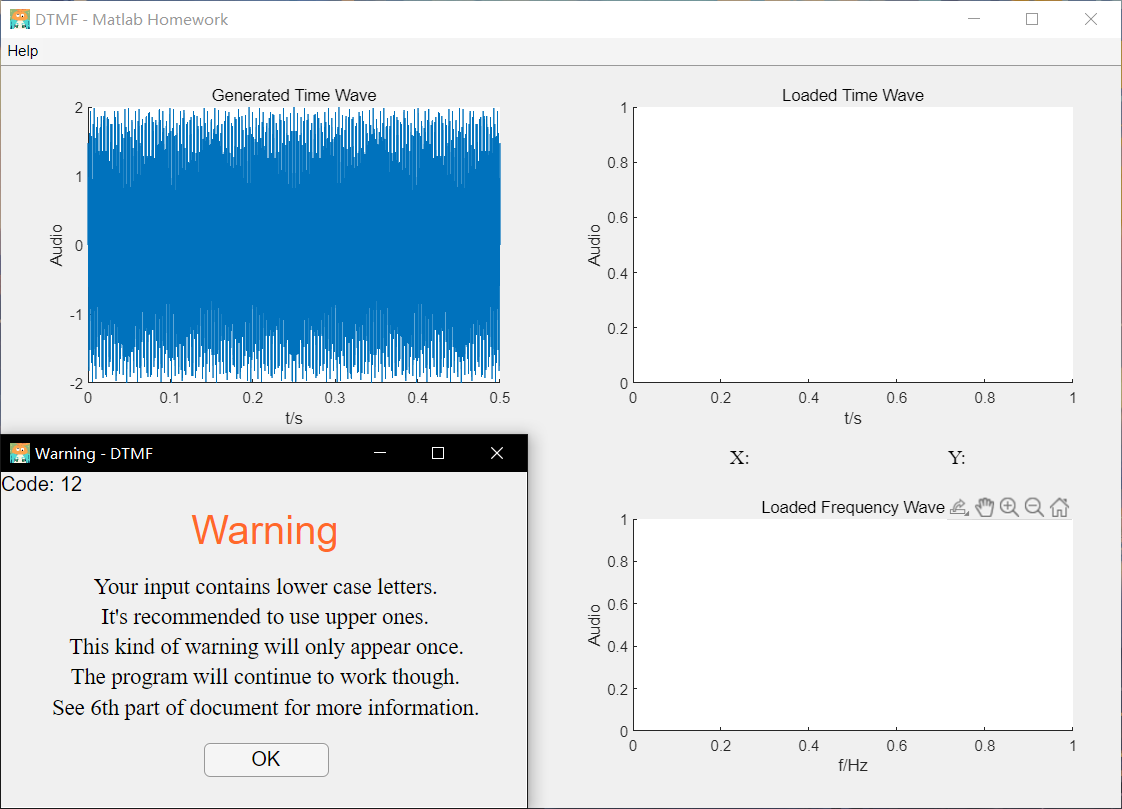 DTMF - Matlab Homework
Help
Generated Time Wave
2
1
0
-1
-2
Audio
0 0.1 0.2 0.3 0.4 0.5
t/s
Loaded Time Wave
1
0.8
0.6
0.4
0.2
0
Audio
0 0.2 0.4 0.6 0.8 1
t/s
X: Y:
Warning - DTMF
Code: 12
Warning
Your input contains lower case letters.
It's recommended to use upper ones.
This kind of warning will only appear once.
The program will continue to work though.
See 6th part of document for more information.
OK
Loaded Frequency Wave
1
0.8
0.6
0.4
0.2
0
Audio
0 0.2 0.4 0.6 0.8 1
f/Hz